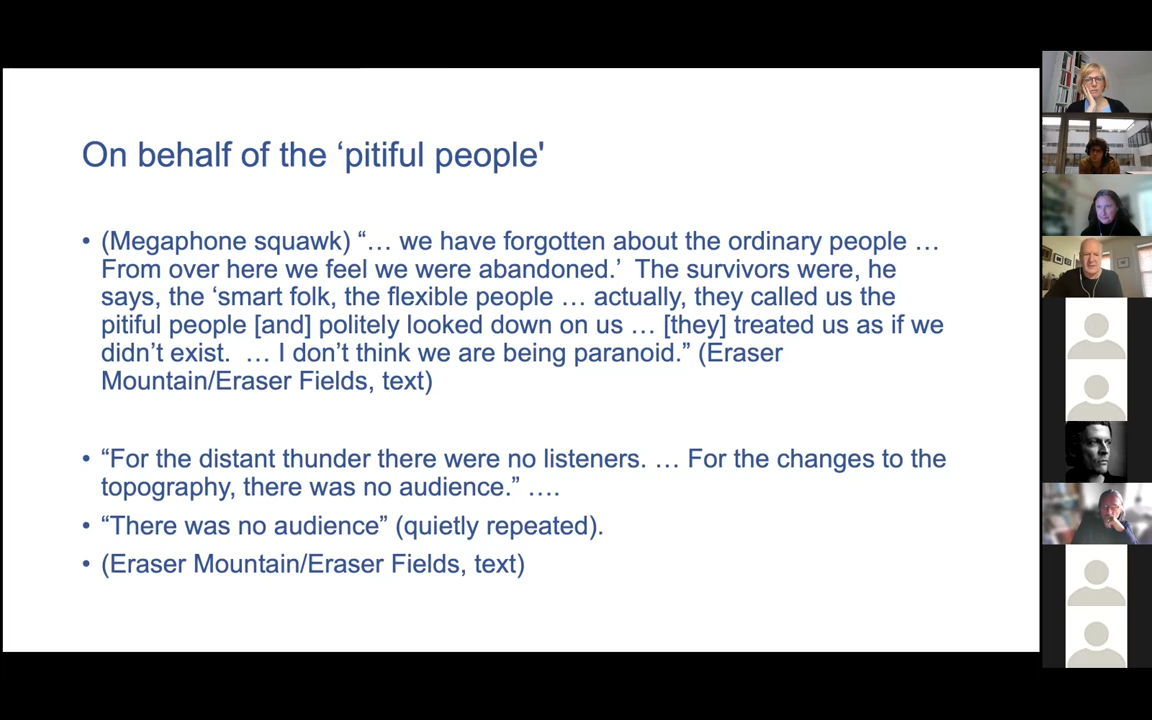 On behalf of the ‘pitiful people'
• (Megaphone squawk) “… we have forgotten about the ordinary people …
From over here we feel we were abandoned.’  The survivors were, he
says, the ‘smart folk, the flexible people … actually, they called us the
pitiful people [and] politely looked down on us … [they] treated us as if we
didn’t exist.  … I don’t think we are being paranoid.” (Eraser
Mountain/Eraser Fields, text)
• “For the distant thunder there were no listeners. … For the changes to the
topography, there was no audience.” ….
• “There was no audience” (quietly repeated).
• (Eraser Mountain/Eraser Fields, text)